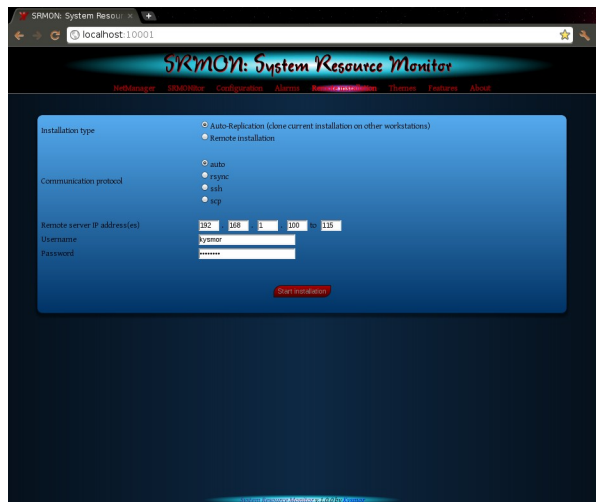 SRMON: System Resour
localhost:10001
SRMON: System Resource Monitor
NetManager SRMONitor Configuration Alarms Themes Features About
Installation type
Auto-Replication (clone current installation on other workstations)
Remote installation
Communication protocol
auto
rsync
ssh
scp
Remote server IP address(es) 192 . 168 . 1 . 100 to 115
Username kysmor
Password ••••••••
Start installation